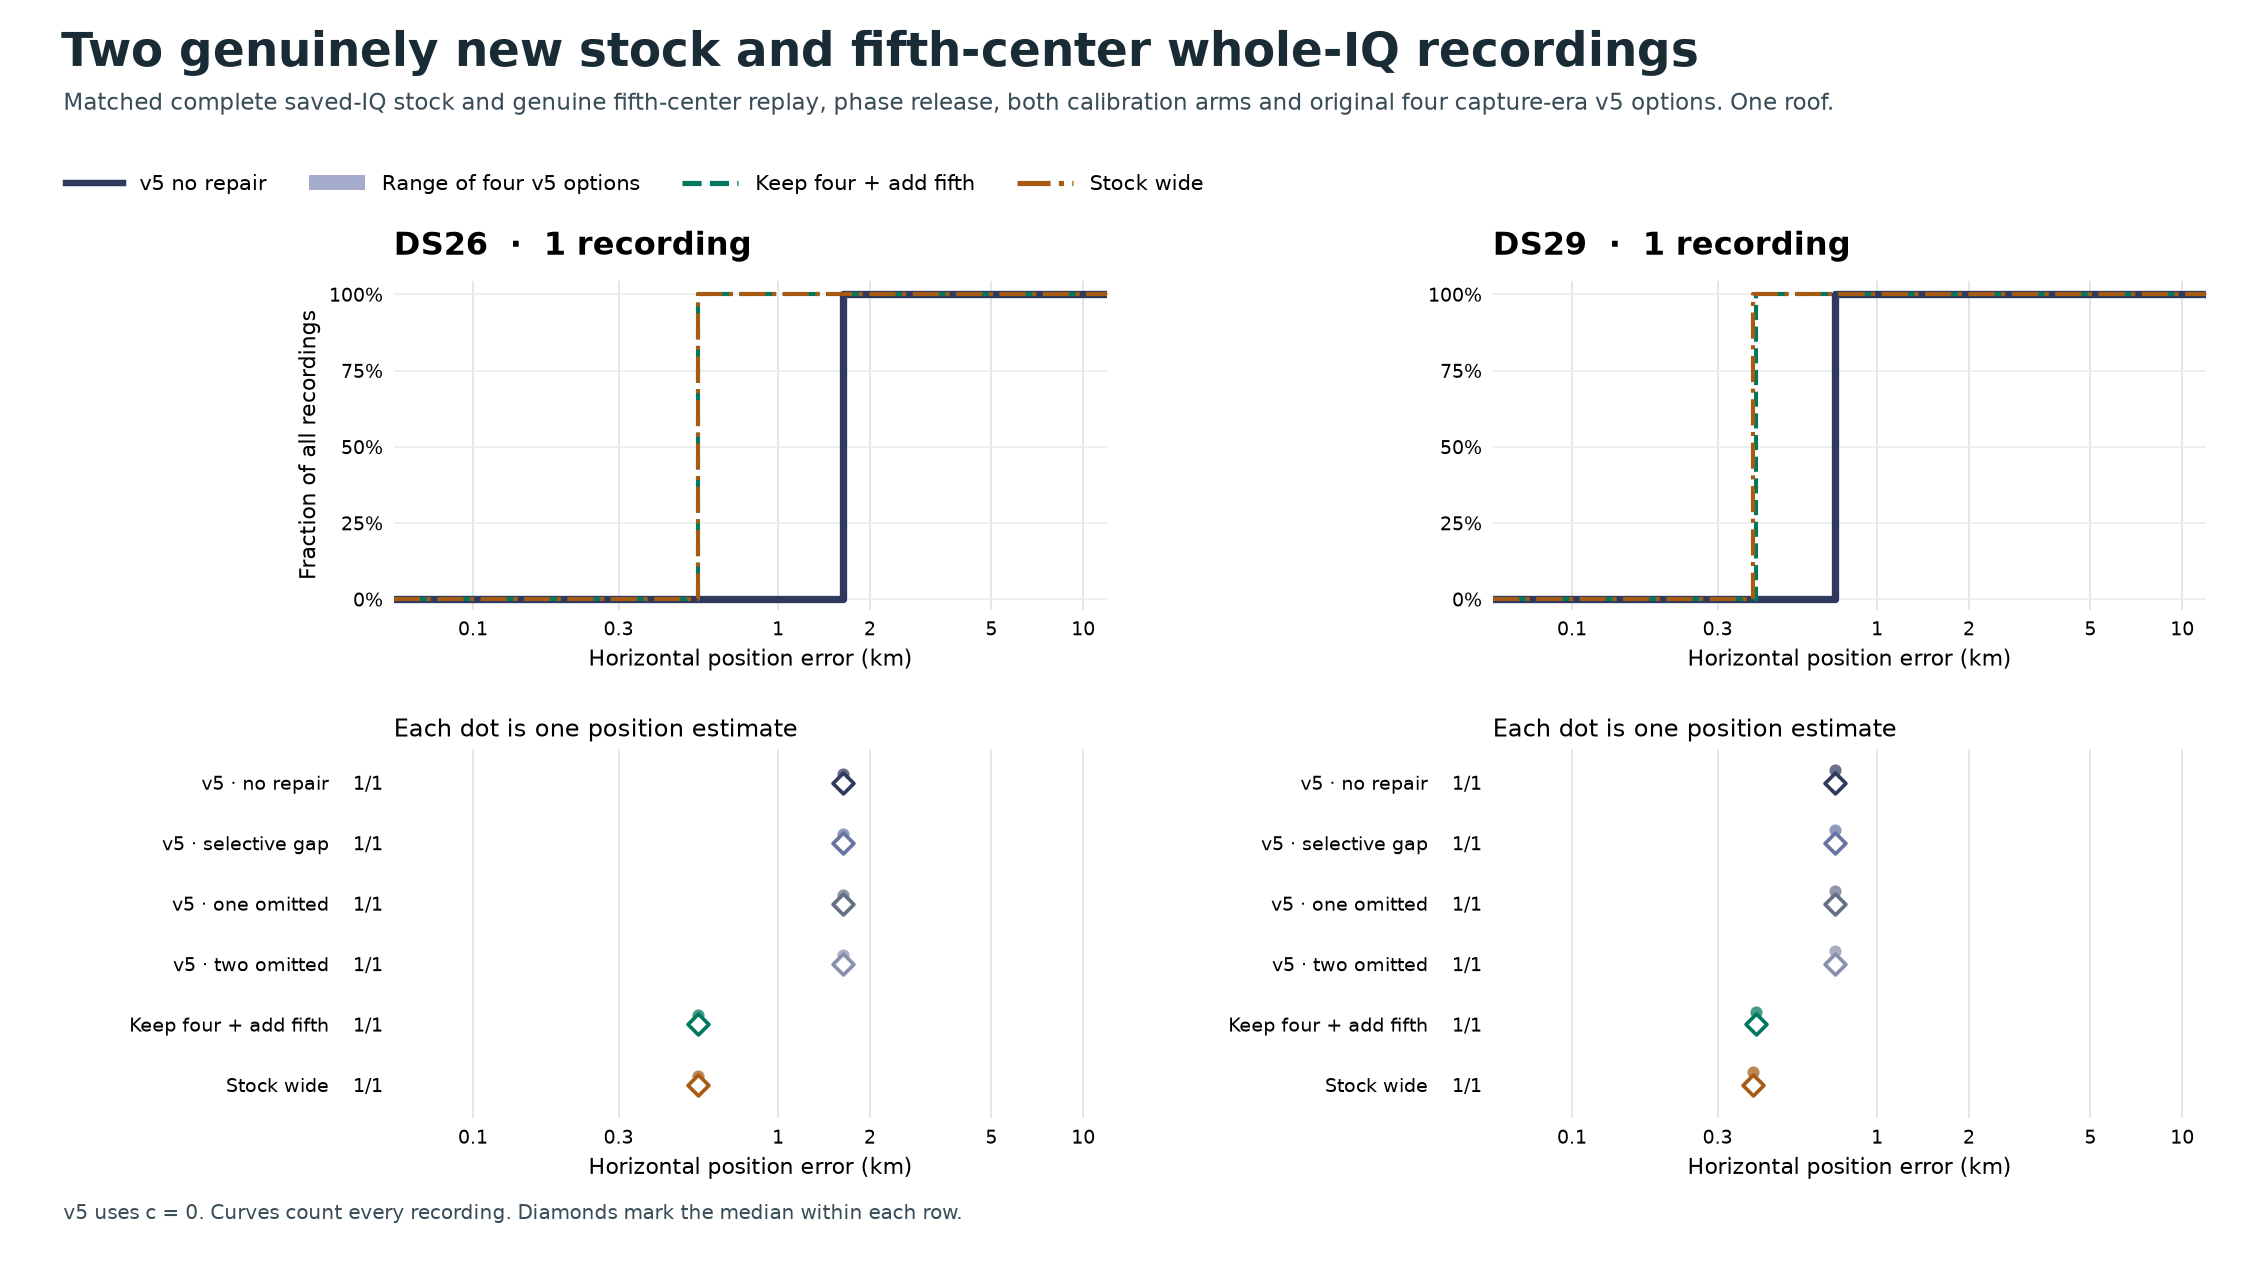 Two genuinely new stock and fifth-center whole-IQ recordings
Matched complete saved-IQ stock and genuine fifth-center replay, phase release, both calibration arms and original four capture-era v5 options. One roof.
v5 no repair
Range of four v5 options
Keep four + add fifth
Stock wide
DS26 · 1 recording
Fraction of all recordings
100%
75%
50%
25%
0%
0.1 0.3 1 2 5 10
Horizontal position error (km)
DS29 · 1 recording
100%
75%
50%
25%
0%
0.1 0.3 1 2 5 10
Horizontal position error (km)
Each dot is one position estimate
v5 · no repair 1/1
v5 · selective gap 1/1
v5 · one omitted 1/1
v5 · two omitted 1/1
Keep four + add fifth 1/1
Stock wide 1/1
0.1 0.3 1 2 5 10
Horizontal position error (km)
Each dot is one position estimate
v5 · no repair 1/1
v5 · selective gap 1/1
v5 · one omitted 1/1
v5 · two omitted 1/1
Keep four + add fifth 1/1
Stock wide 1/1
0.1 0.3 1 2 5 10
Horizontal position error (km)
v5 uses c = 0. Curves count every recording. Diamonds mark the median within each row.